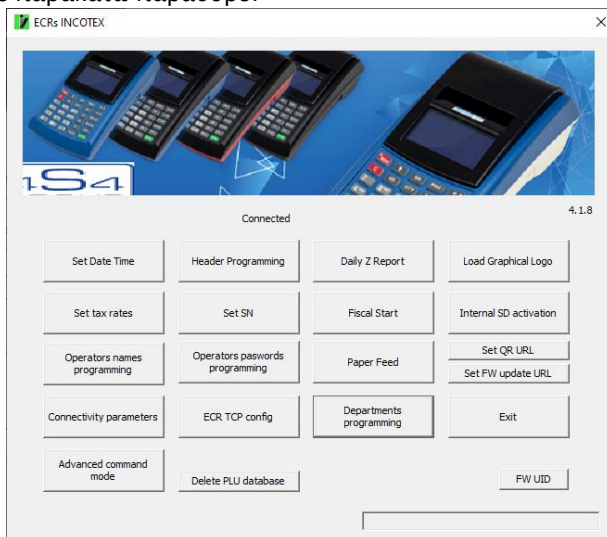 ECRs INCOTEX
4S4
Connected
4.1.8
Set Date Time
Header Programming
Daily Z Report
Load Graphical Logo
Set tax rates
Set SN
Fiscal Start
Internal SD activation
Operators names
programming
Operators paswords
programming
Paper Feed
Set QR URL
Set FW update URL
Connectivity parameters
ECR TCP config
Departments
programming
Exit
Advanced command
mode
Delete PLU database
FW UID